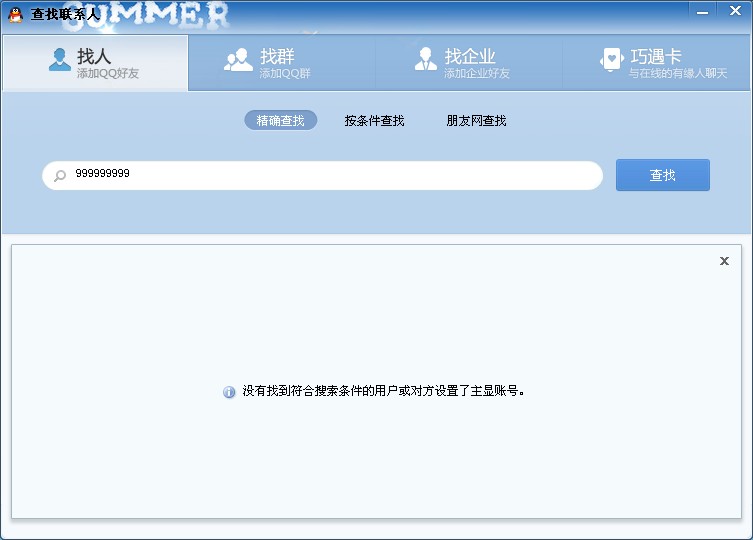 查找联系人
SUMMER
找人
添加QQ好友
找群
添加QQ群
找企业
添加企业好友
巧遇卡
与在线的有缘人聊天
精确查找
按条件查找
朋友网查找
999999999
查找
没有找到符合搜索条件的用户或对方设置了主显账号。